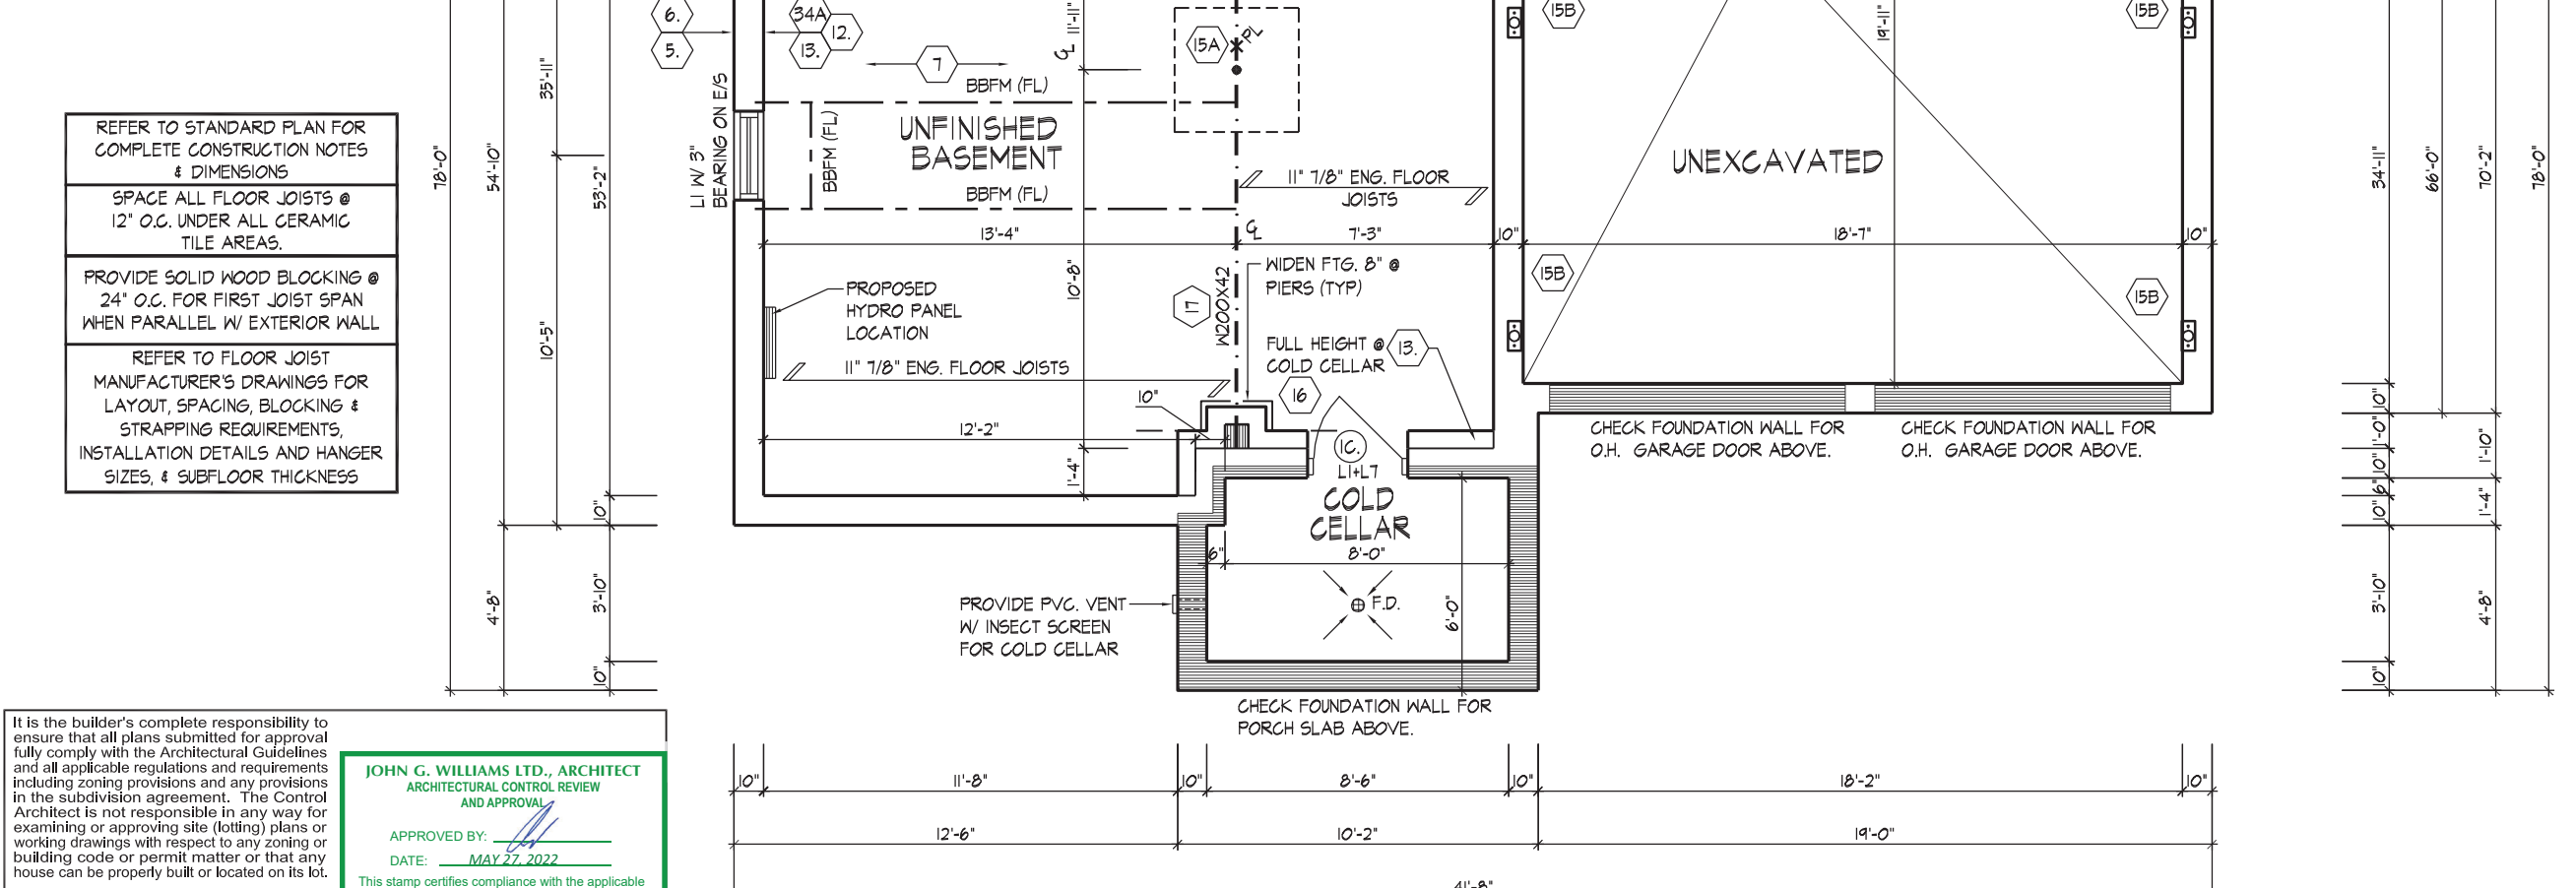 6.
5.
34A
12.
13.
7
BBFM (FL)
11'-11"
15A
PL
15B
19'-11"
15B
REFER TO STANDARD PLAN FOR
COMPLETE CONSTRUCTION NOTES
& DIMENSIONS
SPACE ALL FLOOR JOISTS @
12" O.C. UNDER ALL CERAMIC
TILE AREAS.
PROVIDE SOLID WOOD BLOCKING @
24" O.C. FOR FIRST JOIST SPAN
WHEN PARALLEL W/ EXTERIOR WALL
REFER TO FLOOR JOIST
MANUFACTURER'S DRAWINGS FOR
LAYOUT, SPACING, BLOCKING &
STRAPPING REQUIREMENTS,
INSTALLATION DETAILS AND HANGER
SIZES, & SUBFLOOR THICKNESS
78'-0"
54'-10"
4'-8"
35'-11"
10'-5"
53'-2"
10"
3'-10"
10"
L1 W/ 3"
BEARING ON E/S
BBFM (FL)
UNFINISHED
BASEMENT
BBFM (FL)
11" 7/8" ENG. FLOOR
JOISTS
UNEXCAVATED
13'-4"
℄
7'-3"
10"
18'-7"
10"
10'-8"
PROPOSED
HYDRO PANEL
LOCATION
17
W200X42
WIDEN FTG. 8" @
PIERS (TYP)
15B
15B
FULL HEIGHT @
COLD CELLAR
13.
11" 7/8" ENG. FLOOR JOISTS
16
10"
12'-2"
1'-4"
1C.
L1+L7
COLD
CELLAR
6"
8'-0"
F.D.
6'-0"
CHECK FOUNDATION WALL FOR
O.H. GARAGE DOOR ABOVE.
CHECK FOUNDATION WALL FOR
O.H. GARAGE DOOR ABOVE.
PROVIDE PVC. VENT
W/ INSECT SCREEN
FOR COLD CELLAR
CHECK FOUNDATION WALL FOR
PORCH SLAB ABOVE.
34'-11"
10"
1'-0"
10"
6"
10"
3'-10"
10"
66'-0"
70'-2"
1'-10"
1'-4"
4'-8"
78'-0"
10"
11'-8"
10"
8'-6"
10"
18'-2"
10"
12'-6"
10'-2"
19'-0"
41'-8"
It is the builder's complete responsibility to
ensure that all plans submitted for approval
fully comply with the Architectural Guidelines
and all applicable regulations and requirements
including zoning provisions and any provisions
in the subdivision agreement. The Control
Architect is not responsible in any way for
examining or approving site (lotting) plans or
working drawings with respect to any zoning or
building code or permit matter or that any
house can be properly built or located on its lot.
JOHN G. WILLIAMS LTD., ARCHITECT
ARCHITECTURAL CONTROL REVIEW
AND APPROVAL
APPROVED BY:
DATE: MAY 27, 2022
This stamp certifies compliance with the applicable